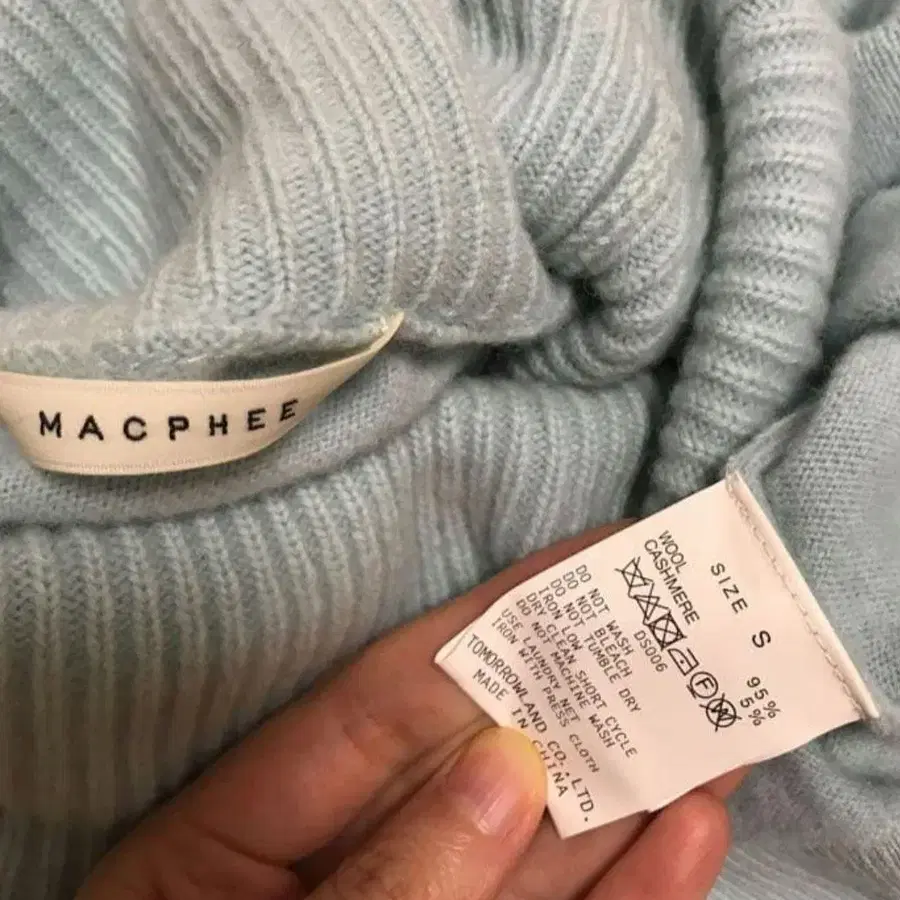 MACPHEE
SIZE S
WOOL 95%
CASHMERE 5%
F
DS006
DO NOT WASH
DO NOT BLEACH
DO NOT TUMBLE DRY
IRON LOW
DRY CLEAN SHORT CYCLE
USE LAUNDRY NET
DO NOT MACHINE WASH
IRON WITH PRESS CLOTH
TOMORROWLAND CO.,LTD.
MADE IN CHINA